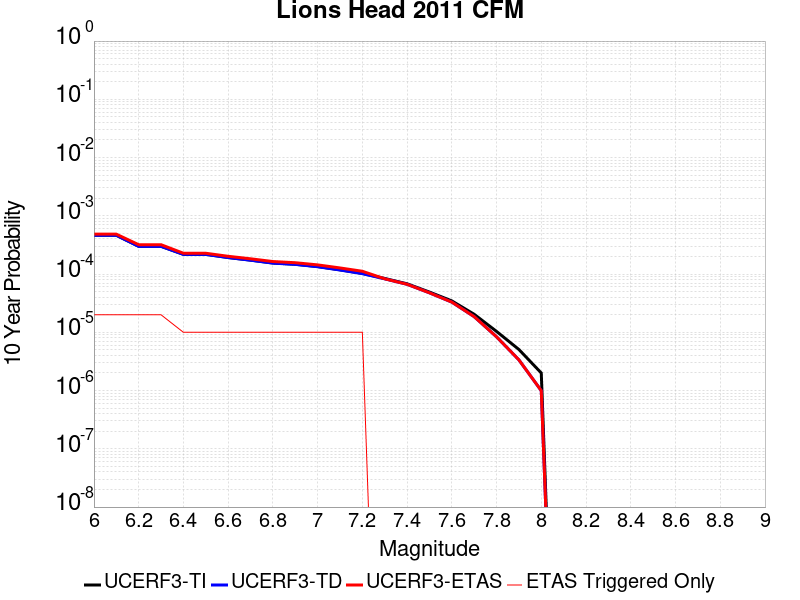 Lions Head 2011 CFM
10 0
10 -1
10 -2
10 -3
10 -4
10 -5
10 -6
10 -7
10 -8
10 Year Probability
6 6.2 6.4 6.6 6.8 7 7.2 7.4 7.6 7.8 8 8.2 8.4 8.6 8.8 9
Magnitude
UCERF3-TI UCERF3-TD UCERF3-ETAS ETAS Triggered Only